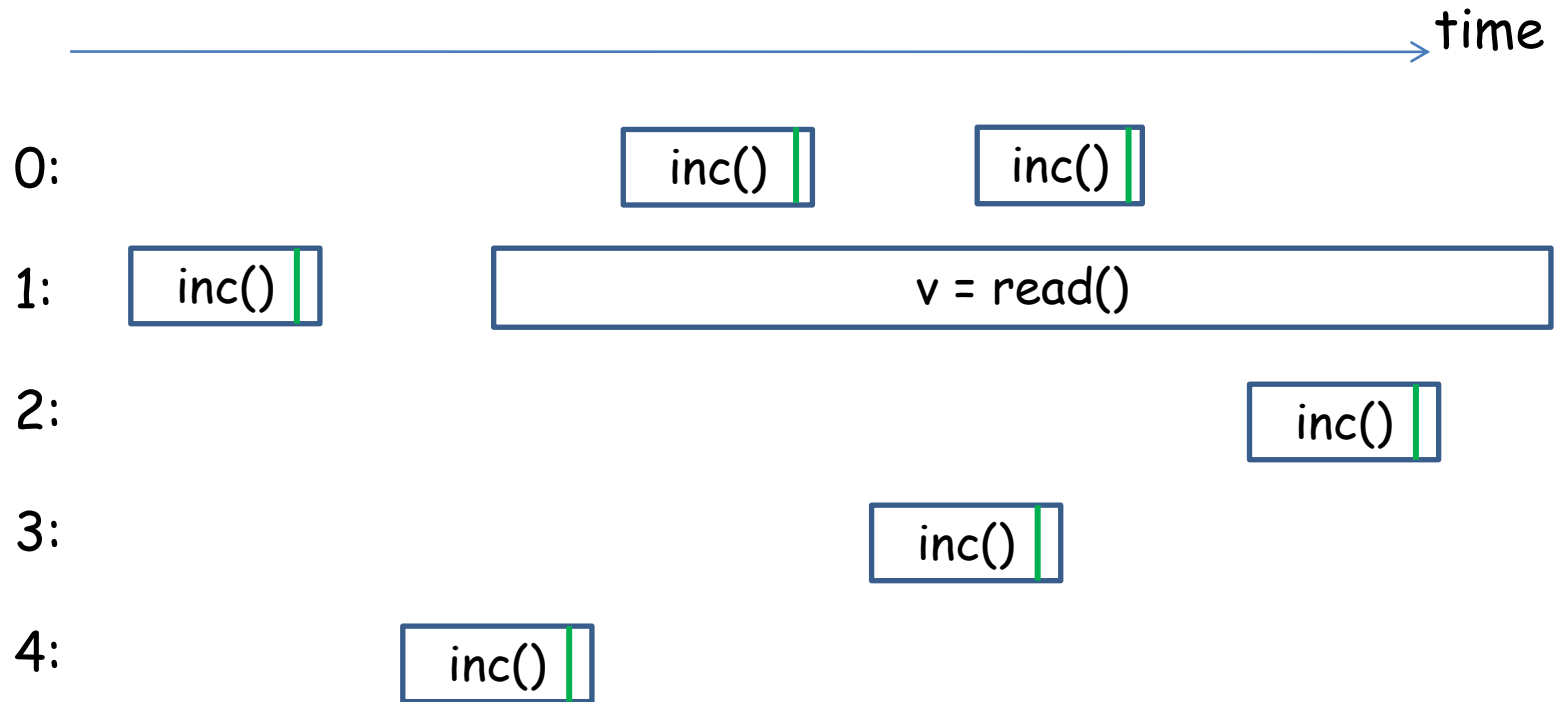 time
0: inc() inc()
1: inc() v = read()
2: inc()
3: inc()
4: inc()